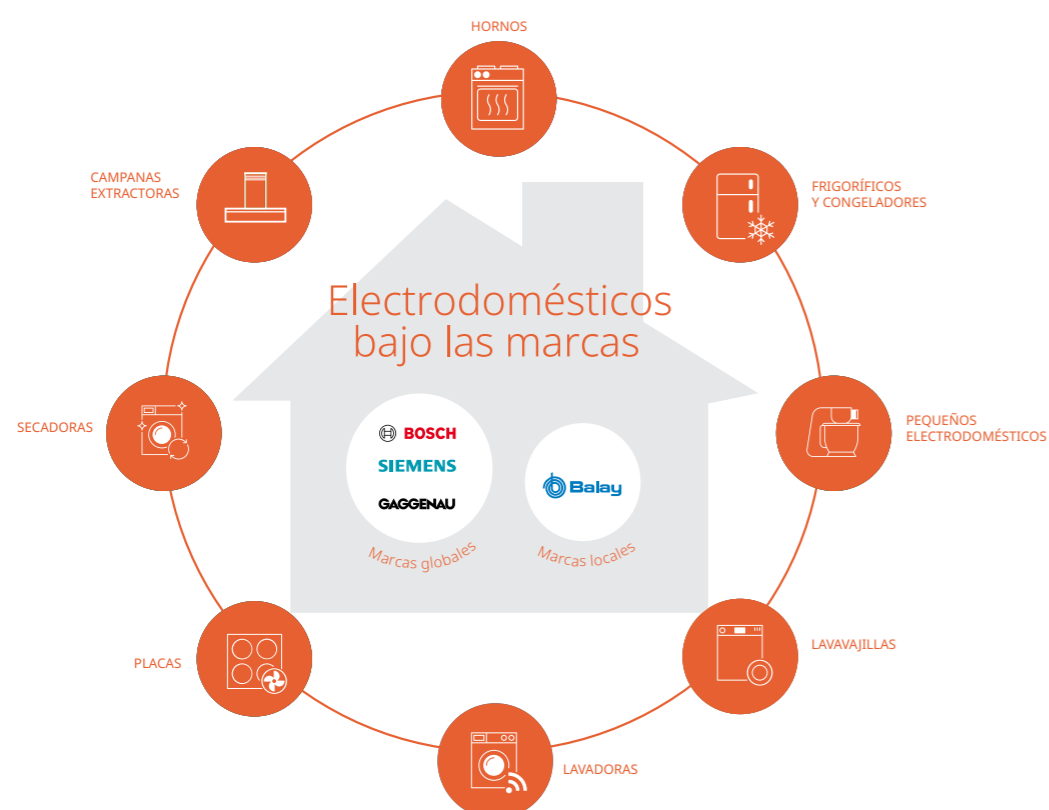 HORNOS
CAMPANAS
EXTRACTORAS
FRIGORÍFICOS
Y CONGELADORES
Electrodomésticos
bajo las marcas
SECADORAS
BOSCH
SIEMENS
GAGGENAU
Balay
PEQUEÑOS
ELECTRODOMÉSTICOS
Marcas globales
Marcas locales
PLACAS
LAVAVAJILLAS
LAVADORAS